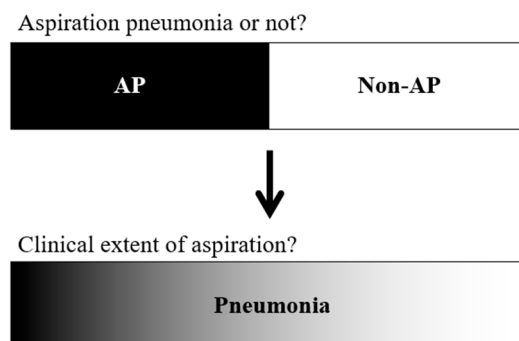 Aspiration pneumonia or not?
AP
Non-AP
Clinical extent of aspiration?
Pneumonia